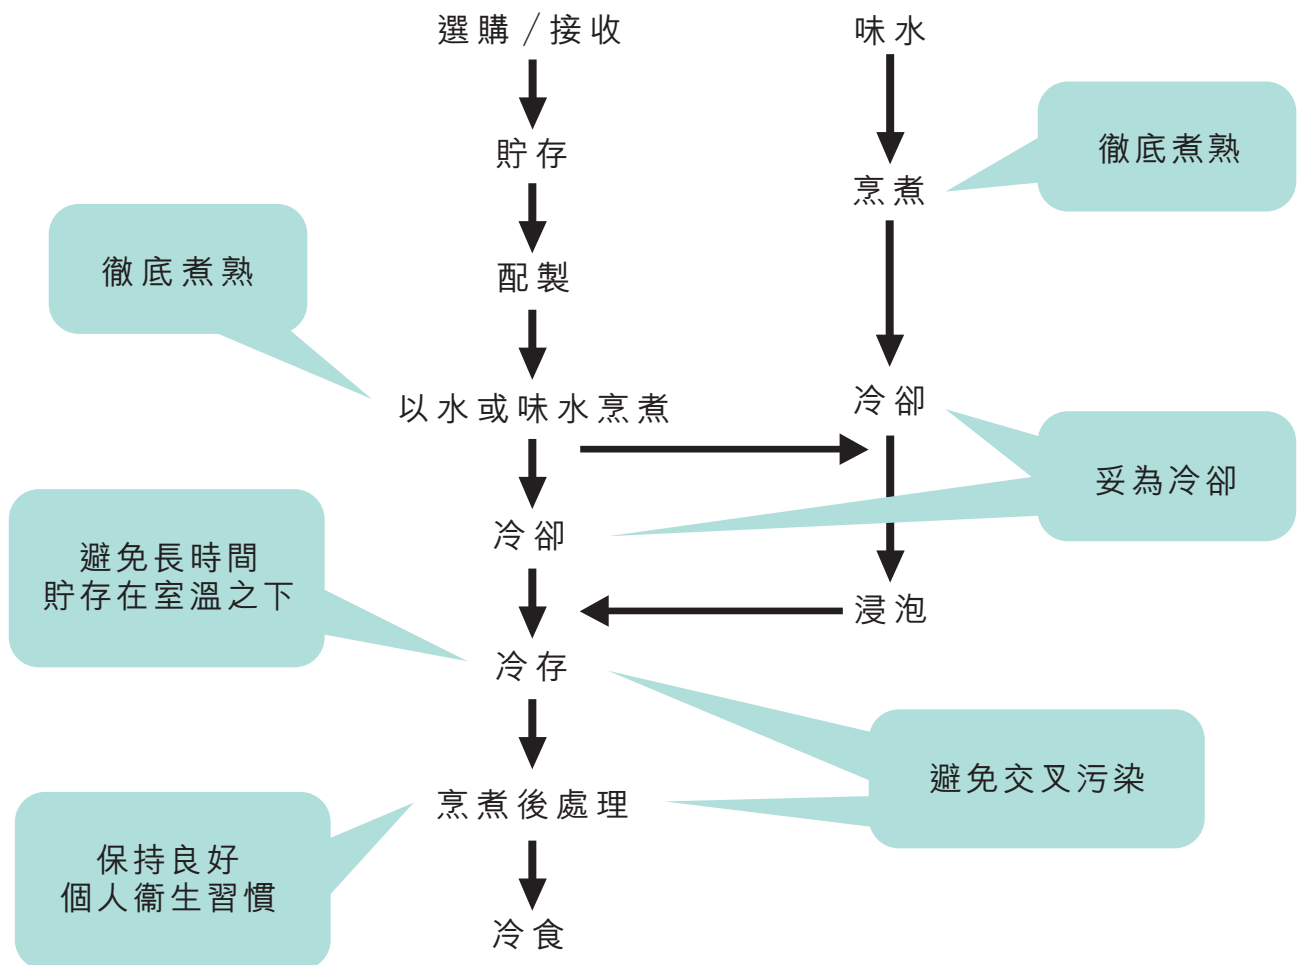 選購／接收
味水
徹底煮熟
貯存
烹煮
徹底煮熟
配製
以水或味水烹煮
冷卻
妥為冷卻
冷卻
避免長時間
貯存在室溫之下
浸泡
冷存
避免交叉污染
烹煮後處理
保持良好
個人衞生習慣
冷食